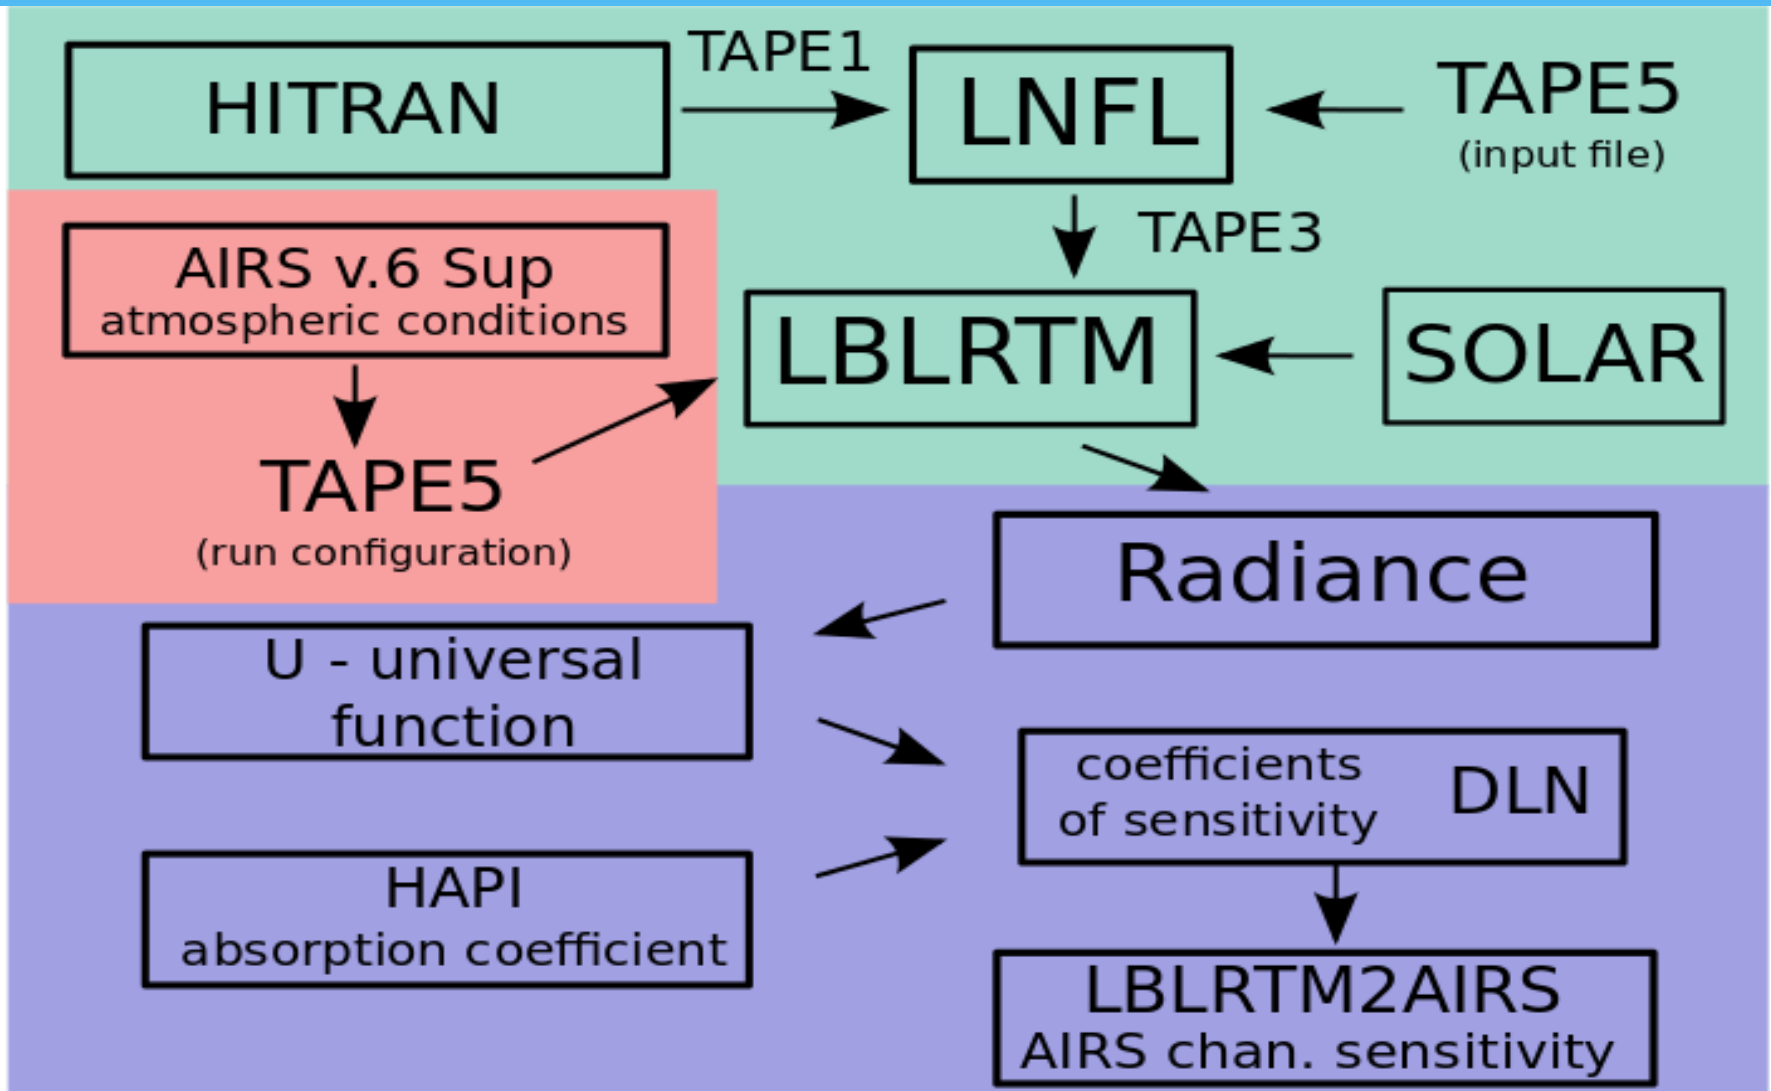 HITRAN
TAPE1
LNFL
TAPE5
(input file)
TAPE3
AIRS v.6 Sup
atmospheric conditions
LBLRTM
SOLAR
TAPE5
(run configuration)
Radiance
U - universal
function
coefficients
of sensitivity
DLN
HAPI
absorption coefficient
LBLRTM2AIRS
AIRS chan. sensitivity